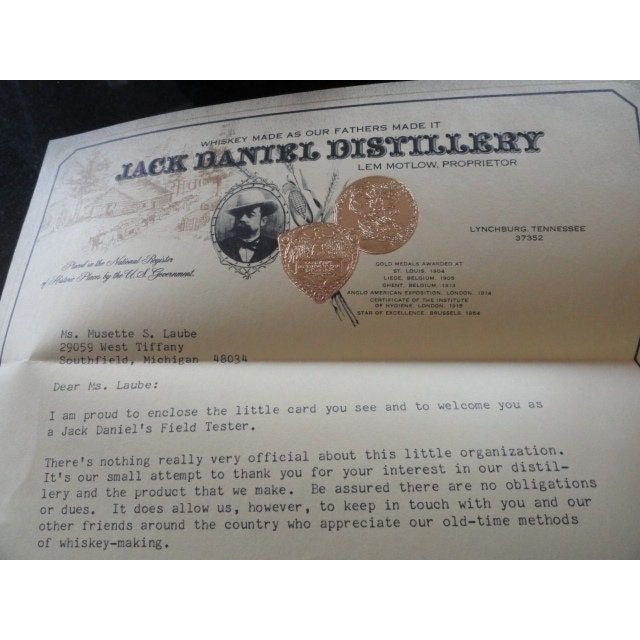 WHISKEY MADE AS OUR FATHERS MADE IT
JACK DANIEL DISTILLERY
LEM MOTLOW, PROPRIETOR
LYNCHBURG, TENNESSEE
37352
Placed in the National Register
of Historic Places by the U.S. Government.
GOLD MEDALS AWARDED AT
ST. LOUIS, 1904
LIEGE, BELGIUM, 1905
GHENT, BELGIUM, 1913
ANGLO AMERICAN EXPOSITION, LONDON, 1914
CERTIFICATE OF THE INSTITUTE
OF HYGIENE, LONDON, 1915
STAR OF EXCELLENCE, BRUSSELS, 1954
Ms. Musette S. Laube
29059 West Tiffany
Southfield, Michigan 48034
Dear Ms. Laube:
I am proud to enclose the little card you see and to welcome you as
a Jack Daniel's Field Tester.
There's nothing really very official about this little organization.
It's our small attempt to thank you for your interest in our distil-
lery and the product that we make. Be assured there are no obligations
or dues. It does allow us, however, to keep in touch with you and our
other friends around the country who appreciate our old-time methods
of whiskey-making.